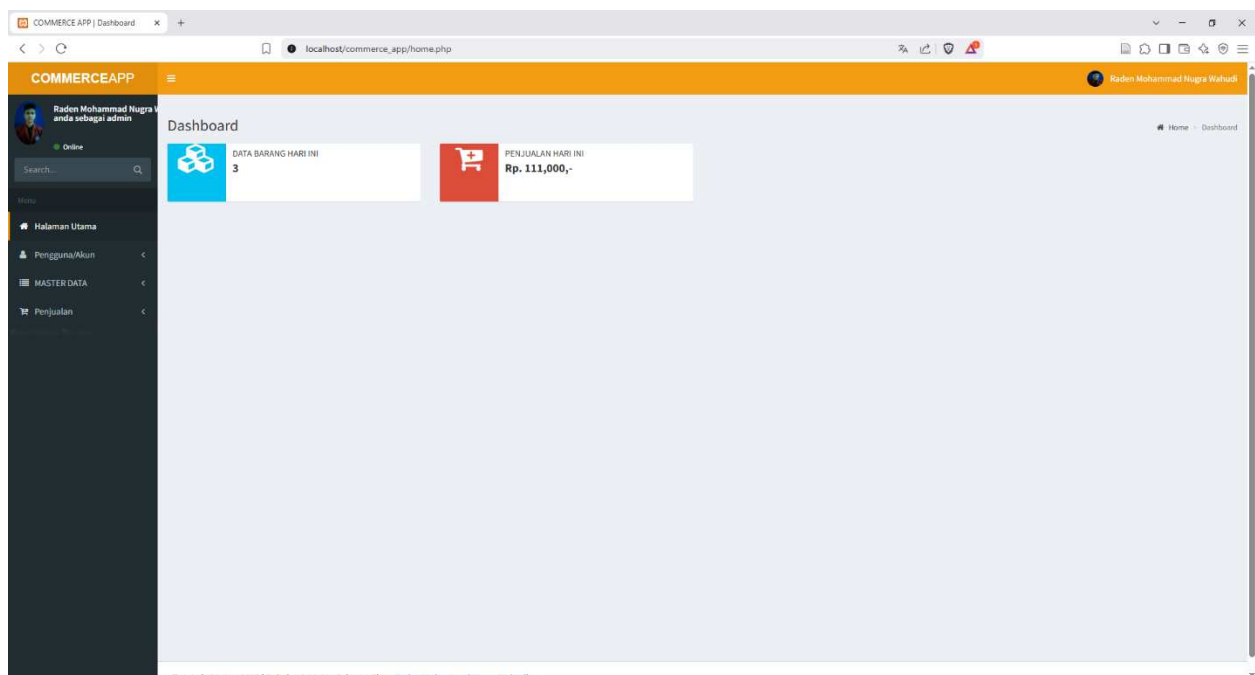 COMMERCE APP | Dashboard
localhost/commerce_app/home.php
COMMERCEAPP
Raden Mohammad Nugra Wahudi
Raden Mohammad Nugra W
anda sebagai admin
Online
Search...
Menu
Halaman Utama
Pengguna/Akun
MASTER DATA
Penjualan
Dashboard
Home > Dashboard
DATA BARANG HARI INI
3
PENJUALAN HARI INI
Rp. 111,000,-